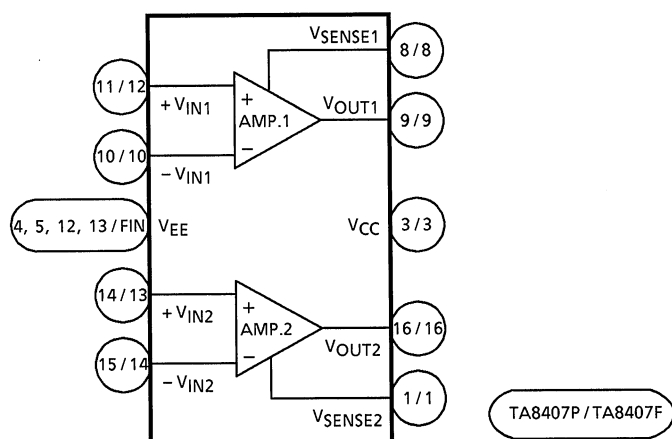 VSENSE1
8/8
11/12
+VIN1
+
AMP.1
−
VOUT1
9/9
10/10
−VIN1
4, 5, 12, 13/FIN
VEE
VCC
3/3
14/13
+VIN2
+
AMP.2
−
VOUT2
16/16
15/14
−VIN2
VSENSE2
1/1
TA8407P/TA8407F